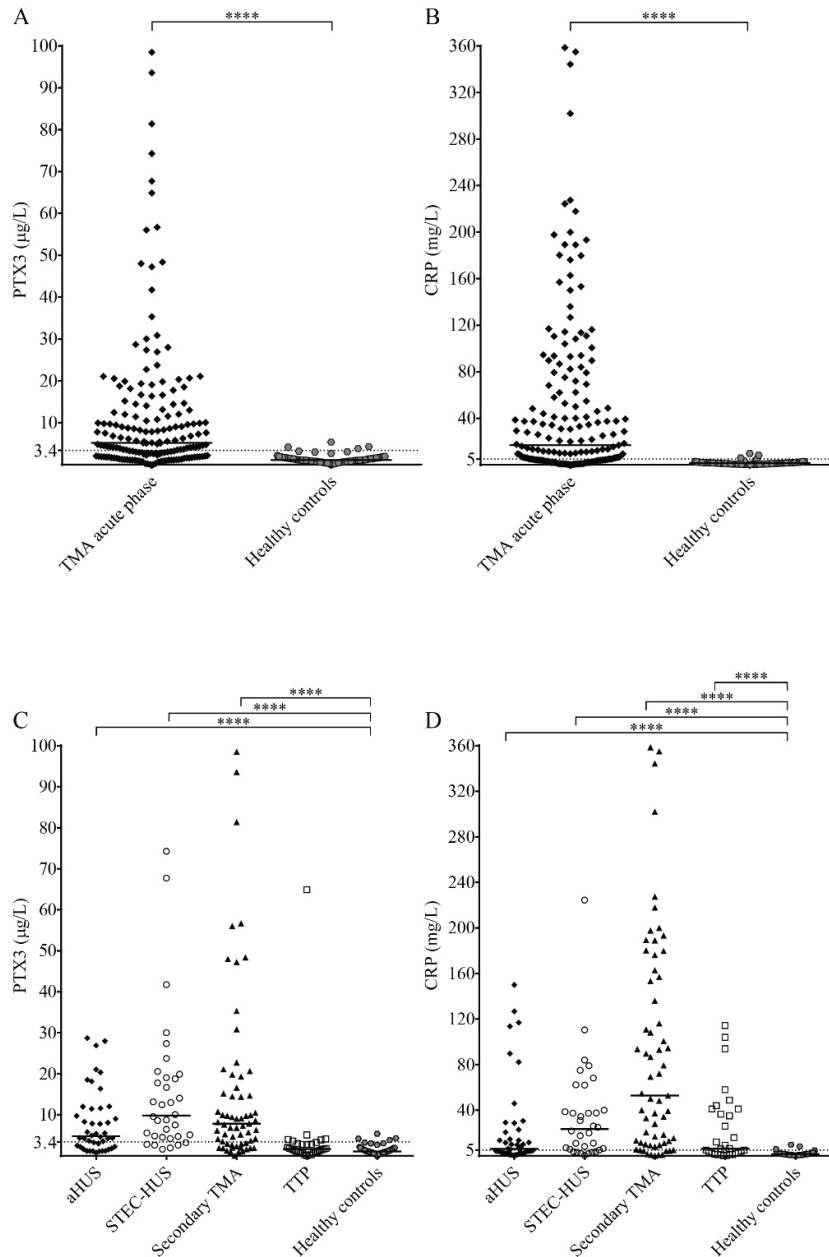 A
****
PTX3 (µg/L)
100
90
80
70
60
50
40
30
20
10
3.4
TMA acute phase
Healthy controls
B
****
CRP (mg/L)
360
320
280
240
200
160
120
80
40
5
TMA acute phase
Healthy controls
C
****
****
****
PTX3 (µg/L)
100
90
80
70
60
50
40
30
20
10
3.4
aHUS
STEC-HUS
Secondary TMA
TTP
Healthy controls
D
****
****
****
****
CRP (mg/L)
360
320
280
240
200
160
120
80
40
5
aHUS
STEC-HUS
Secondary TMA
TTP
Healthy controls